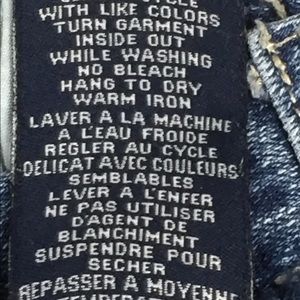 CYCLE
WITH LIKE COLORS
TURN GARMENT
INSIDE OUT
WHILE WASHING
NO BLEACH
HANG TO DRY
WARM IRON
LAVER A LA MACHINE
A L'EAU FROIDE
REGLER AU CYCLE
DELICAT AVEC COULEURS
SEMBLABLES
LEVER A L'ENFER
NE PAS UTILISER
D'AGENT DE
BLANCHIMENT
SUSPENDRE POUR
SECHER
REPASSER A MOYENNE